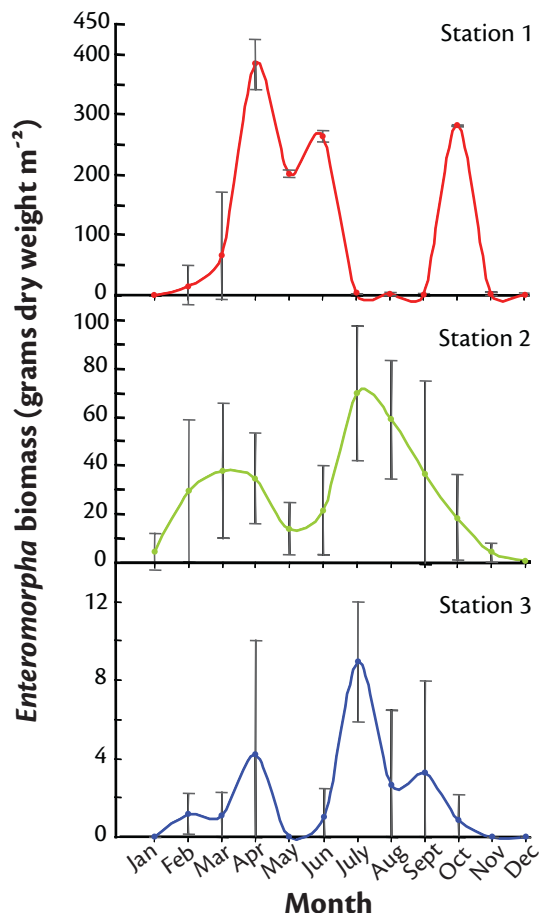 Enteromorpha biomass (grams dry weight m⁻²)
Station 1
450
400
300
200
100
0
Station 2
100
80
60
40
20
0
Station 3
12
8
4
0
Jan Feb Mar Apr May Jun July Aug Sept Oct Nov Dec
Month